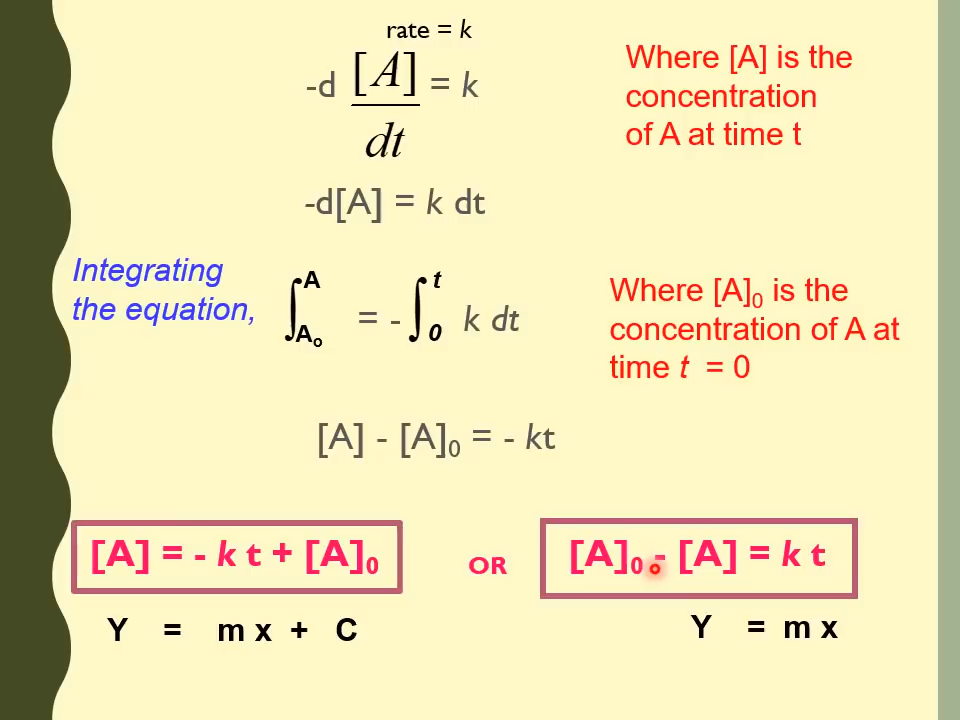 rate = k
-d [A] = k
dt
Where [A] is the
concentration
of A at time t
-d[A] = k dt
Integrating
the equation,
∫ A A₀ = - ∫ t 0 k dt
Where [A]₀ is the
concentration of A at
time t = 0
[A] - [A]₀ = - kt
[A] = - k t + [A]₀
OR
[A]₀ - [A] = k t
Y = m x + C
Y = m x